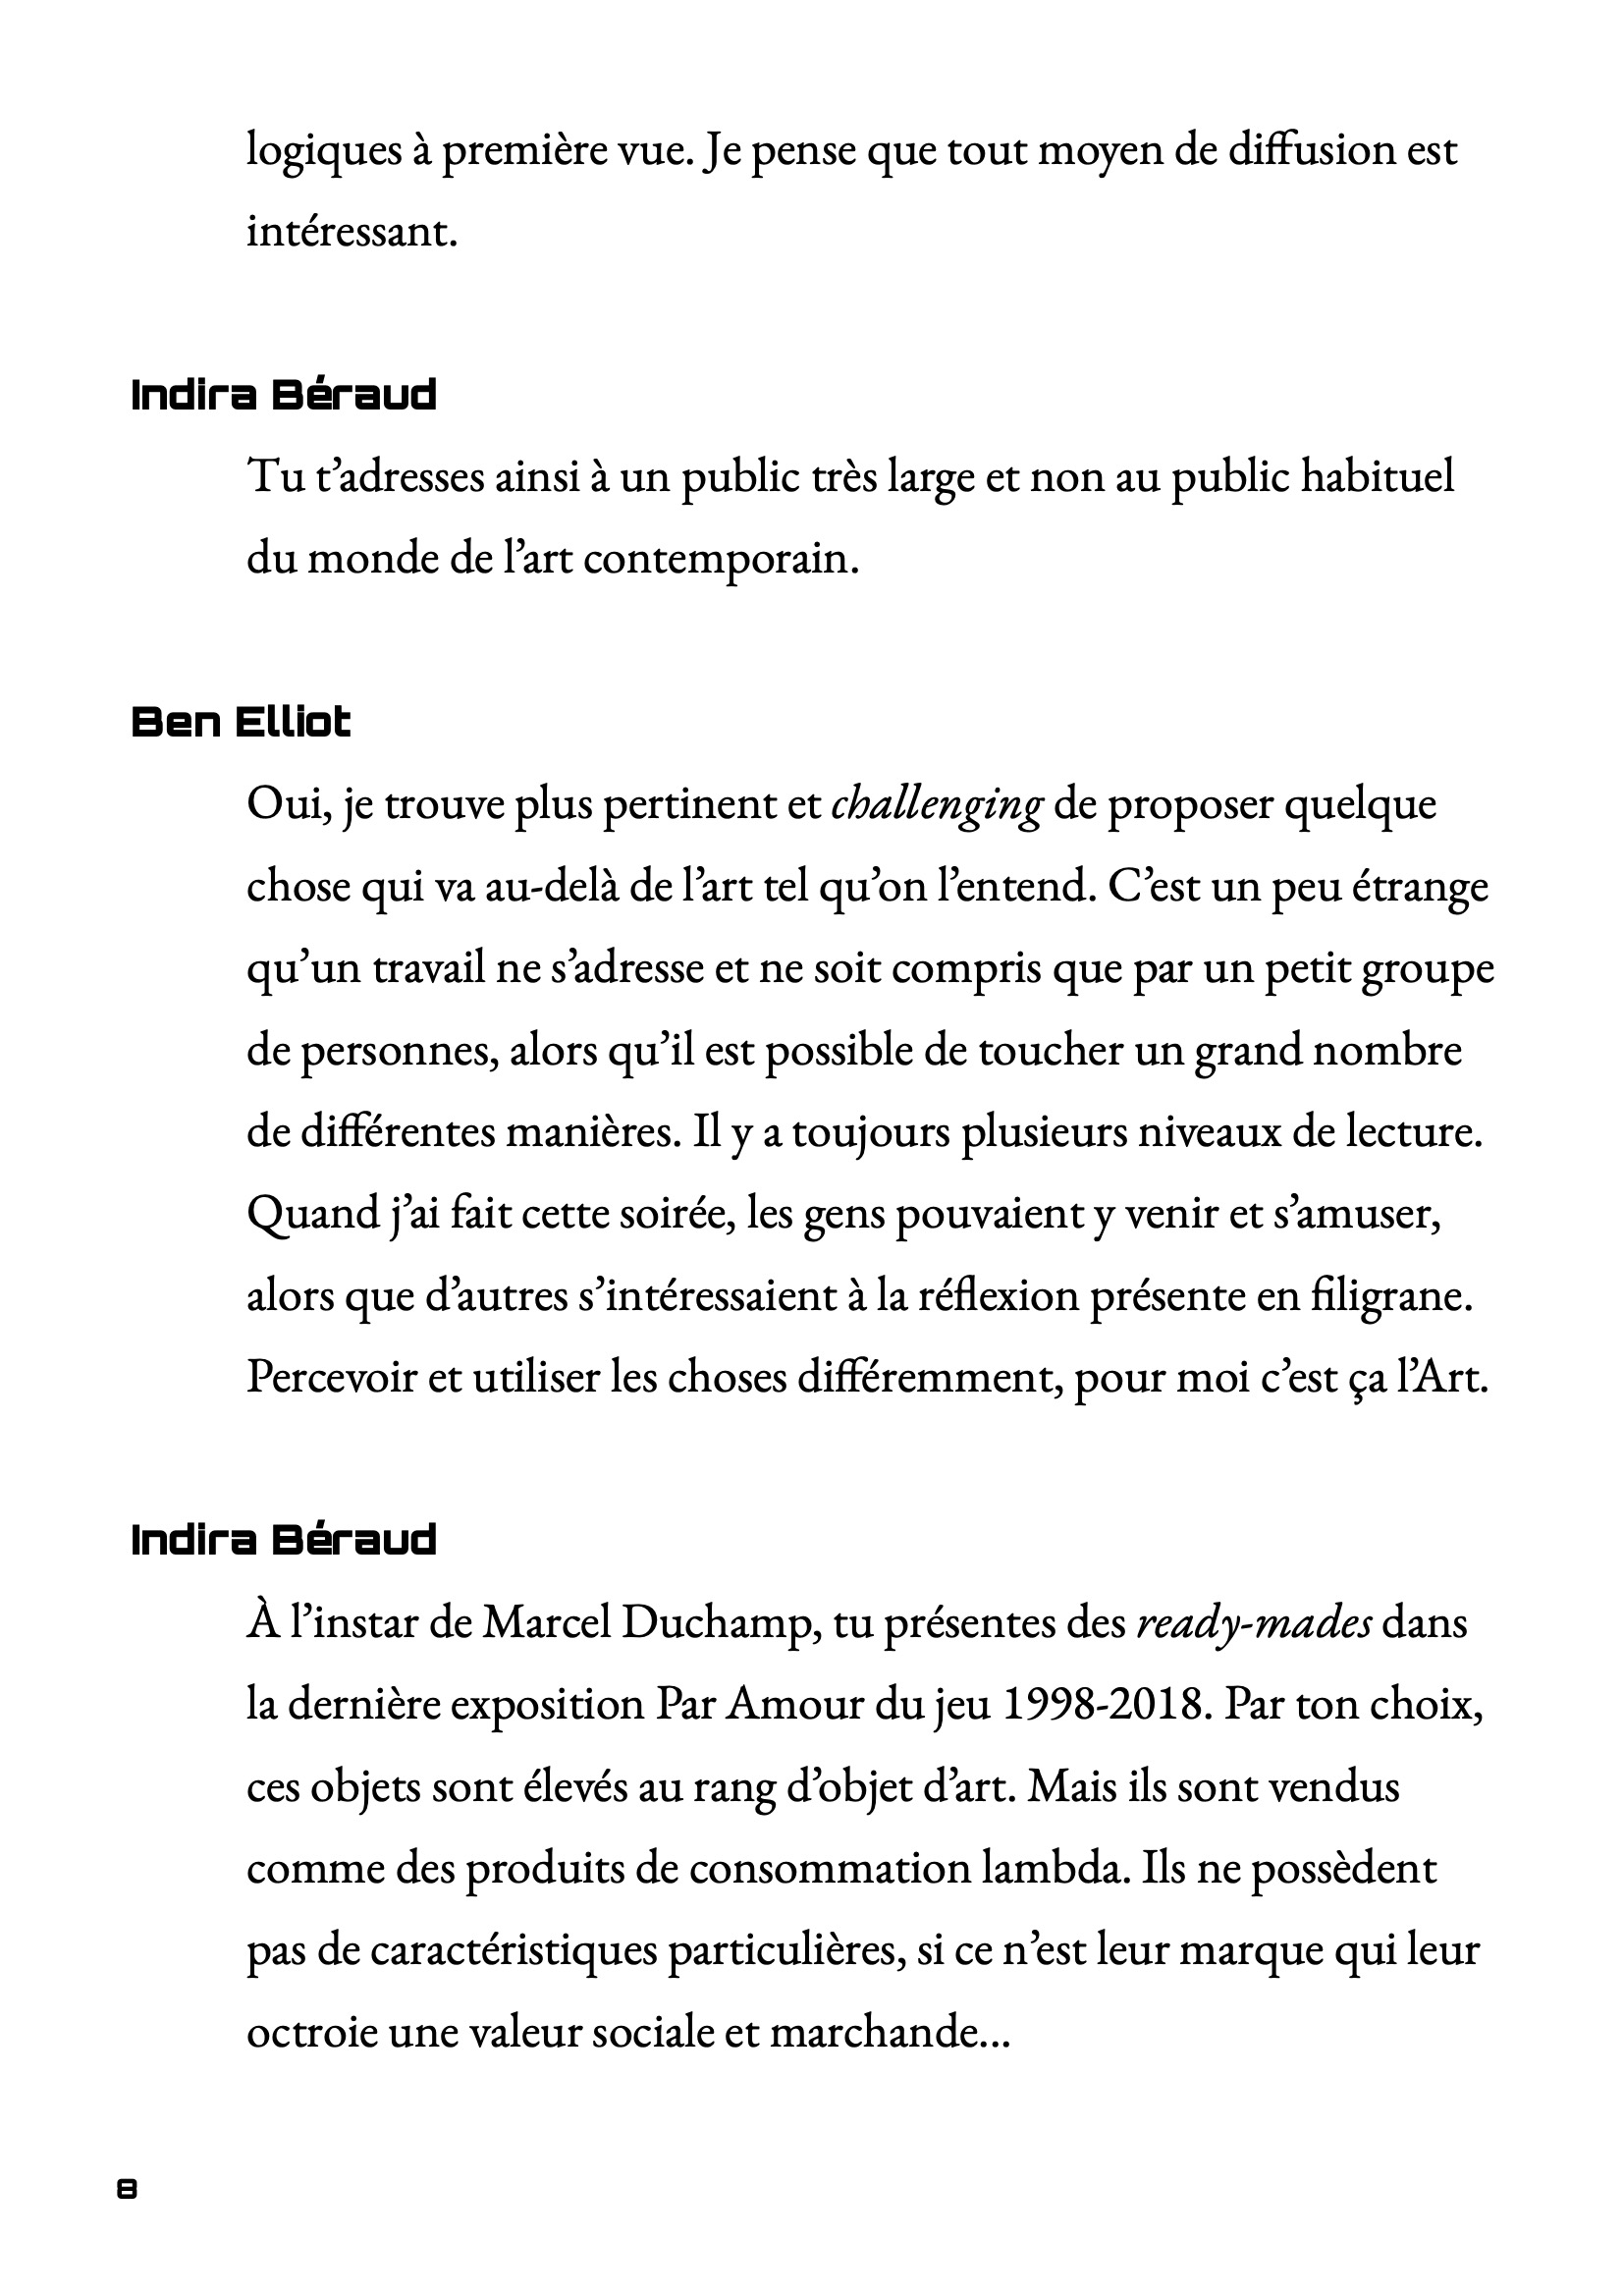 logiques à première vue. Je pense que tout moyen de diffusion est
intéressant.
Indira Béraud
Tu t’adresses ainsi à un public très large et non au public habituel
du monde de l’art contemporain.
Ben Elliot
Oui, je trouve plus pertinent et challenging de proposer quelque
chose qui va au-delà de l’art tel qu’on l’entend. C’est un peu étrange
qu’un travail ne s’adresse et ne soit compris que par un petit groupe
de personnes, alors qu’il est possible de toucher un grand nombre
de différentes manières. Il y a toujours plusieurs niveaux de lecture.
Quand j’ai fait cette soirée, les gens pouvaient y venir et s’amuser,
alors que d’autres s’intéressaient à la réflexion présente en filigrane.
Percevoir et utiliser les choses différemment, pour moi c’est ça l’Art.
Indira Béraud
À l’instar de Marcel Duchamp, tu présentes des ready-mades dans
la dernière exposition Par Amour du jeu 1998-2018. Par ton choix,
ces objets sont élevés au rang d’objet d’art. Mais ils sont vendus
comme des produits de consommation lambda. Ils ne possèdent
pas de caractéristiques particulières, si ce n’est leur marque qui leur
octroie une valeur sociale et marchande...
8